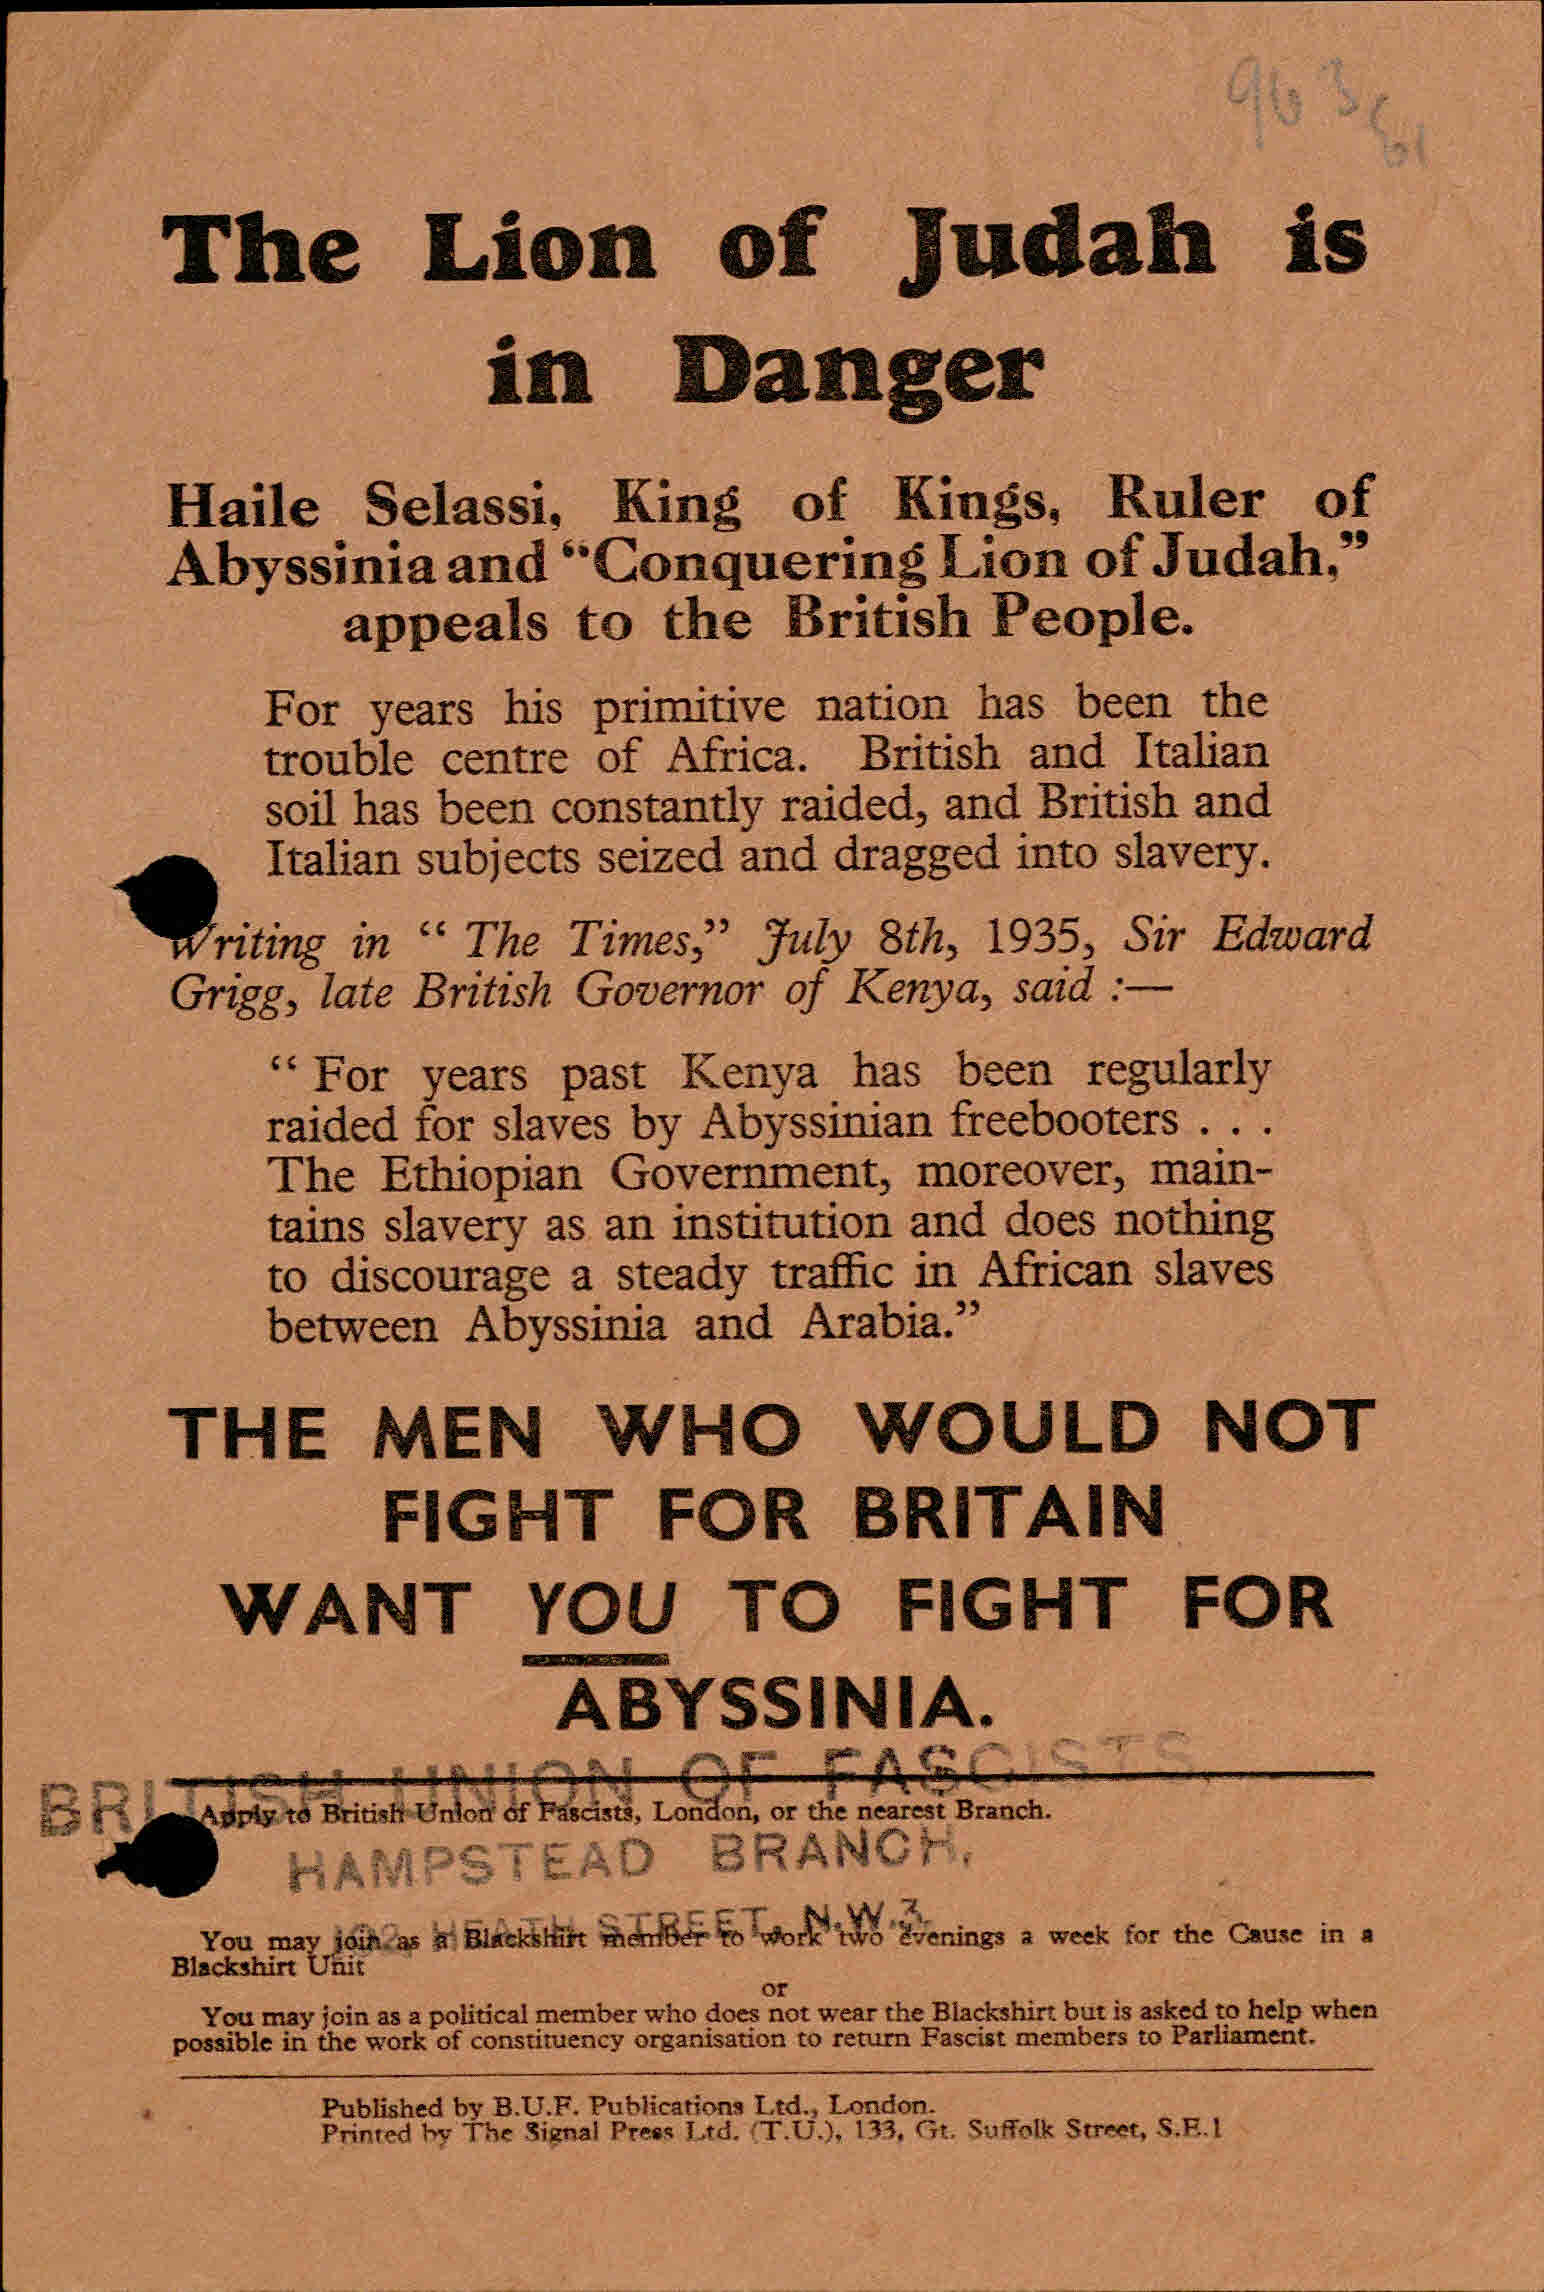 963
61
The Lion of Judah is
in Danger
Haile Selassi, King of Kings, Ruler of
Abyssinia and "Conquering Lion of Judah,"
appeals to the British People.
For years his primitive nation has been the
trouble centre of Africa. British and Italian
soil has been constantly raided, and British and
Italian subjects seized and dragged into slavery.
Writing in " The Times," July 8th, 1935, Sir Edward
Grigg, late British Governor of Kenya, said :—
" For years past Kenya has been regularly
raided for slaves by Abyssinian freebooters . . .
The Ethiopian Government, moreover, main-
tains slavery as an institution and does nothing
to discourage a steady traffic in African slaves
between Abyssinia and Arabia."
THE MEN WHO WOULD NOT
FIGHT FOR BRITAIN
WANT YOU TO FIGHT FOR
ABYSSINIA.
BRITISH UNION OF FASCISTS
Apply to British Union of Fascists, London, or the nearest Branch.
HAMPSTEAD BRANCH,
HEATH STREET, N.W.3.
You may join as a Blackshirt member to work two evenings a week for the Cause in a
Blackshirt Unit
or
You may join as a political member who does not wear the Blackshirt but is asked to help when
possible in the work of constituency organisation to return Fascist members to Parliament.
Published by B.U.F. Publications Ltd., London.
Printed by The Signal Press Ltd. (T.U.), 133, Gt. Suffolk Street, S.E.1